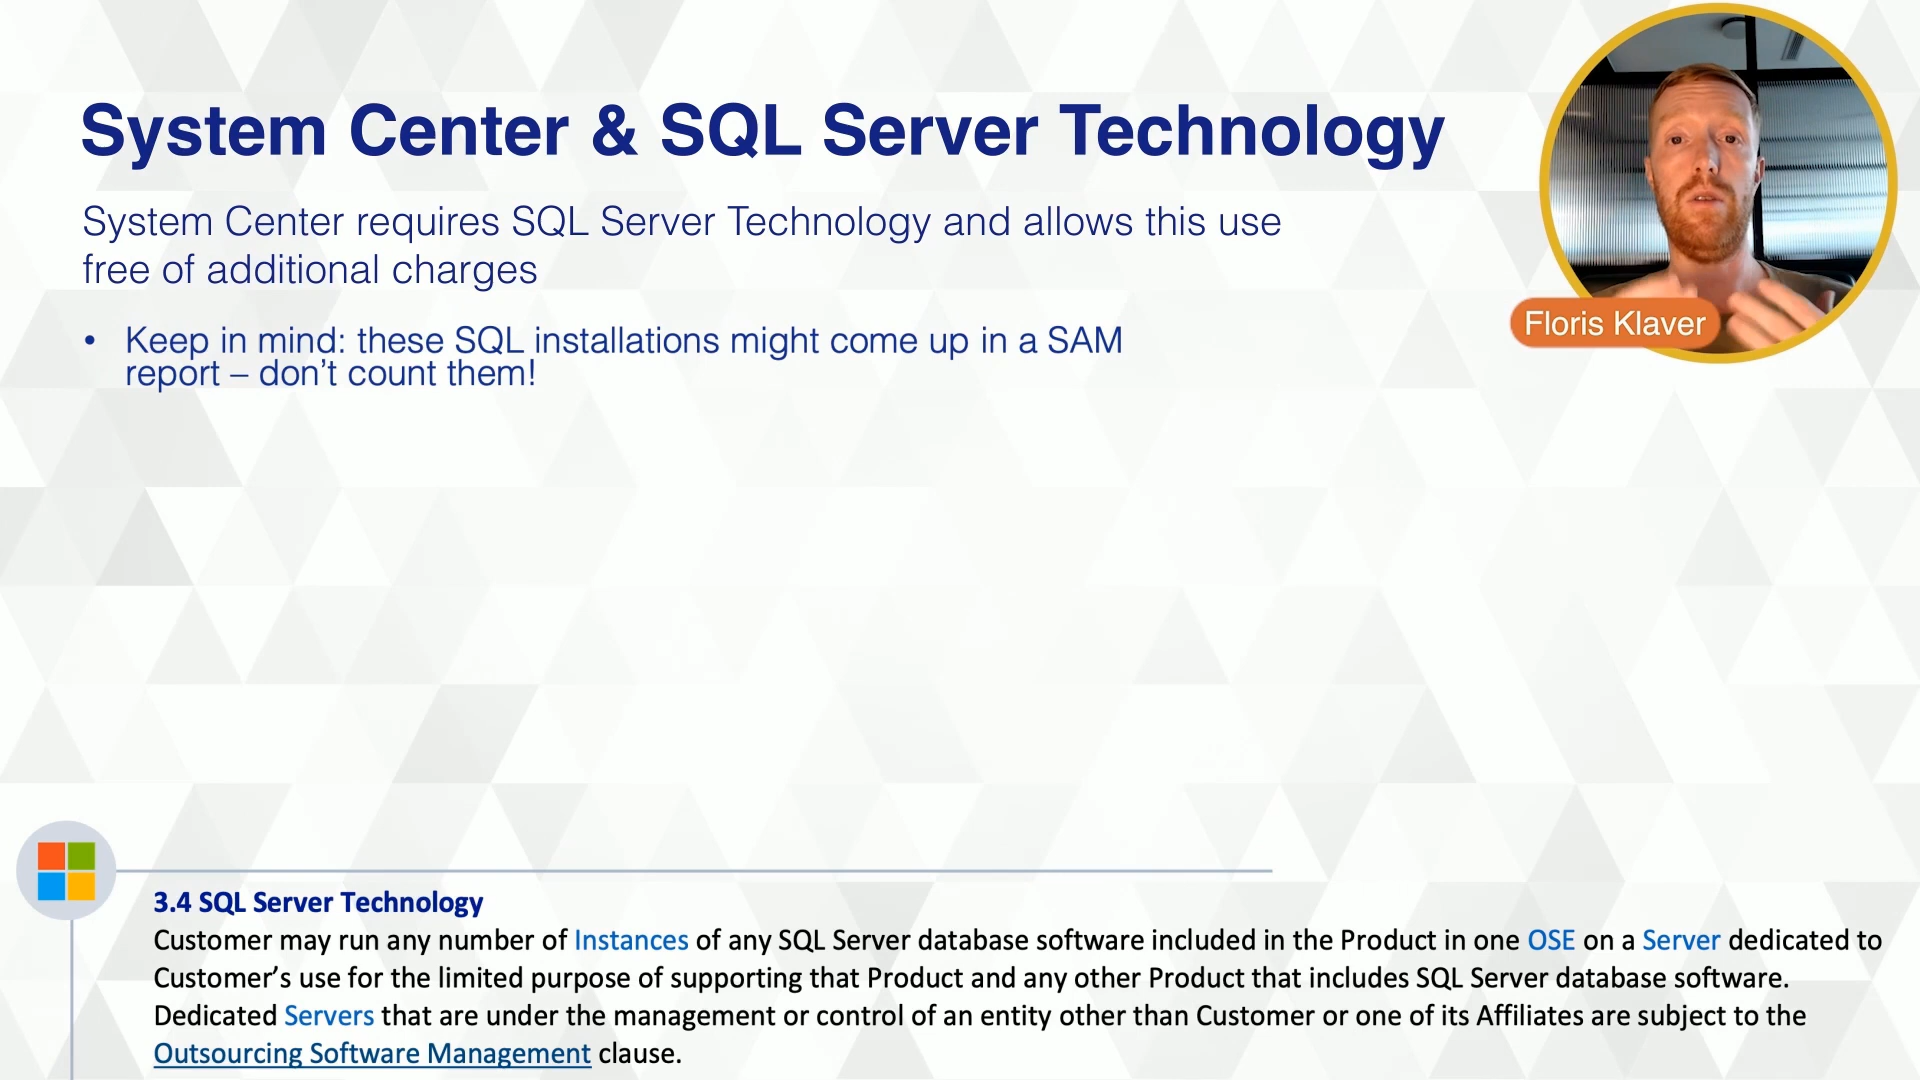 System Center & SQL Server Technology
System Center requires SQL Server Technology and allows this use
free of additional charges
• Keep in mind: these SQL installations might come up in a SAM
report – don’t count them!
Floris Klaver
3.4 SQL Server Technology
Customer may run any number of Instances of any SQL Server database software included in the Product in one OSE on a Server dedicated to
Customer’s use for the limited purpose of supporting that Product and any other Product that includes SQL Server database software.
Dedicated Servers that are under the management or control of an entity other than Customer or one of its Affiliates are subject to the
Outsourcing Software Management clause.